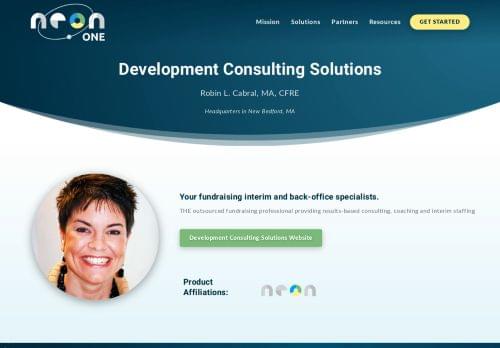 neon ONE
Mission Solutions Partners Resources GET STARTED
Development Consulting Solutions
Robin L. Cabral, MA, CFRE
Headquarters in New Bedford, MA
Your fundraising interim and back-office specialists.
THE outsourced fundraising professional providing results-based consulting, coaching and interim staffing
Development Consulting Solutions Website
Product
Affiliations:
neon